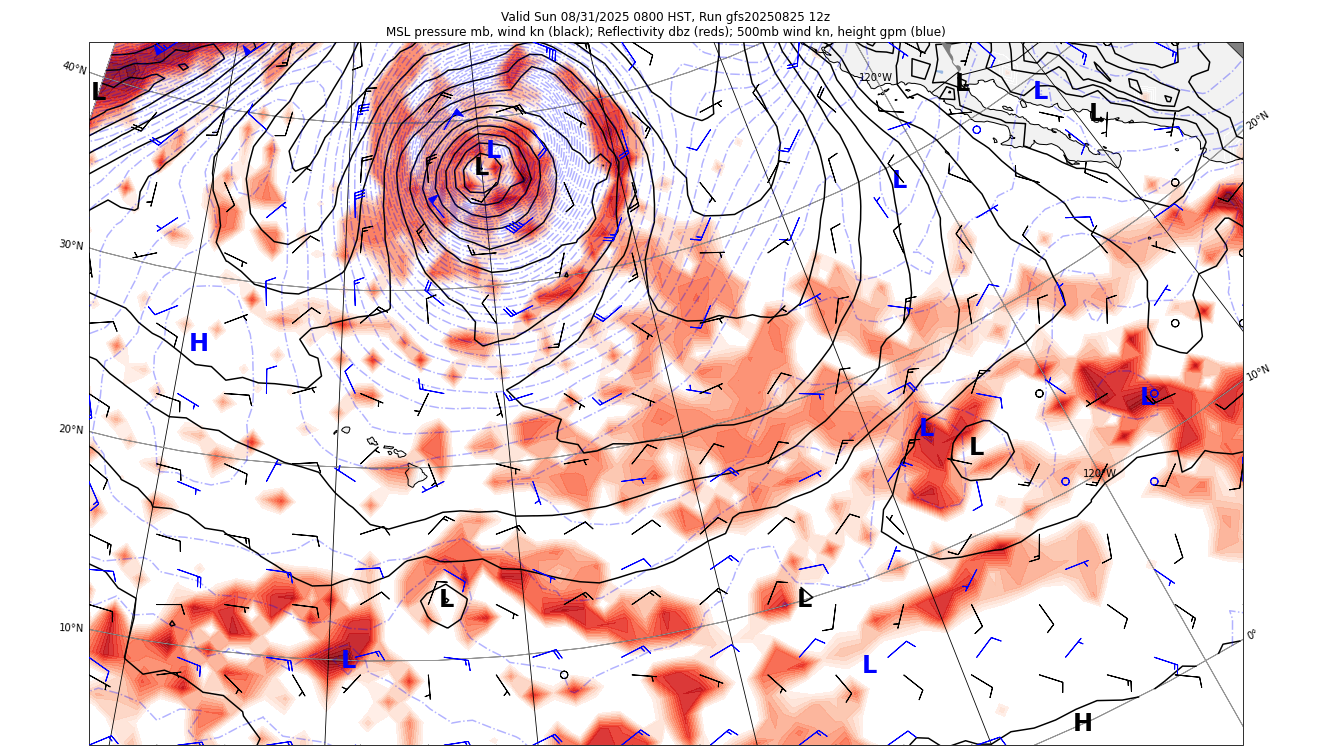 Valid Sun 08/31/2025 0800 HST, Run gfs20250825 12z
MSL pressure mb, wind kn (black); Reflectivity dbz (reds); 500mb wind kn, height gpm (blue)
40°N
120°W
L
L
L
L
20°N
L
L
L
30°N
H
10°N
L
20°N
L
L
120°W
L
L
10°N
0°
L
L
H